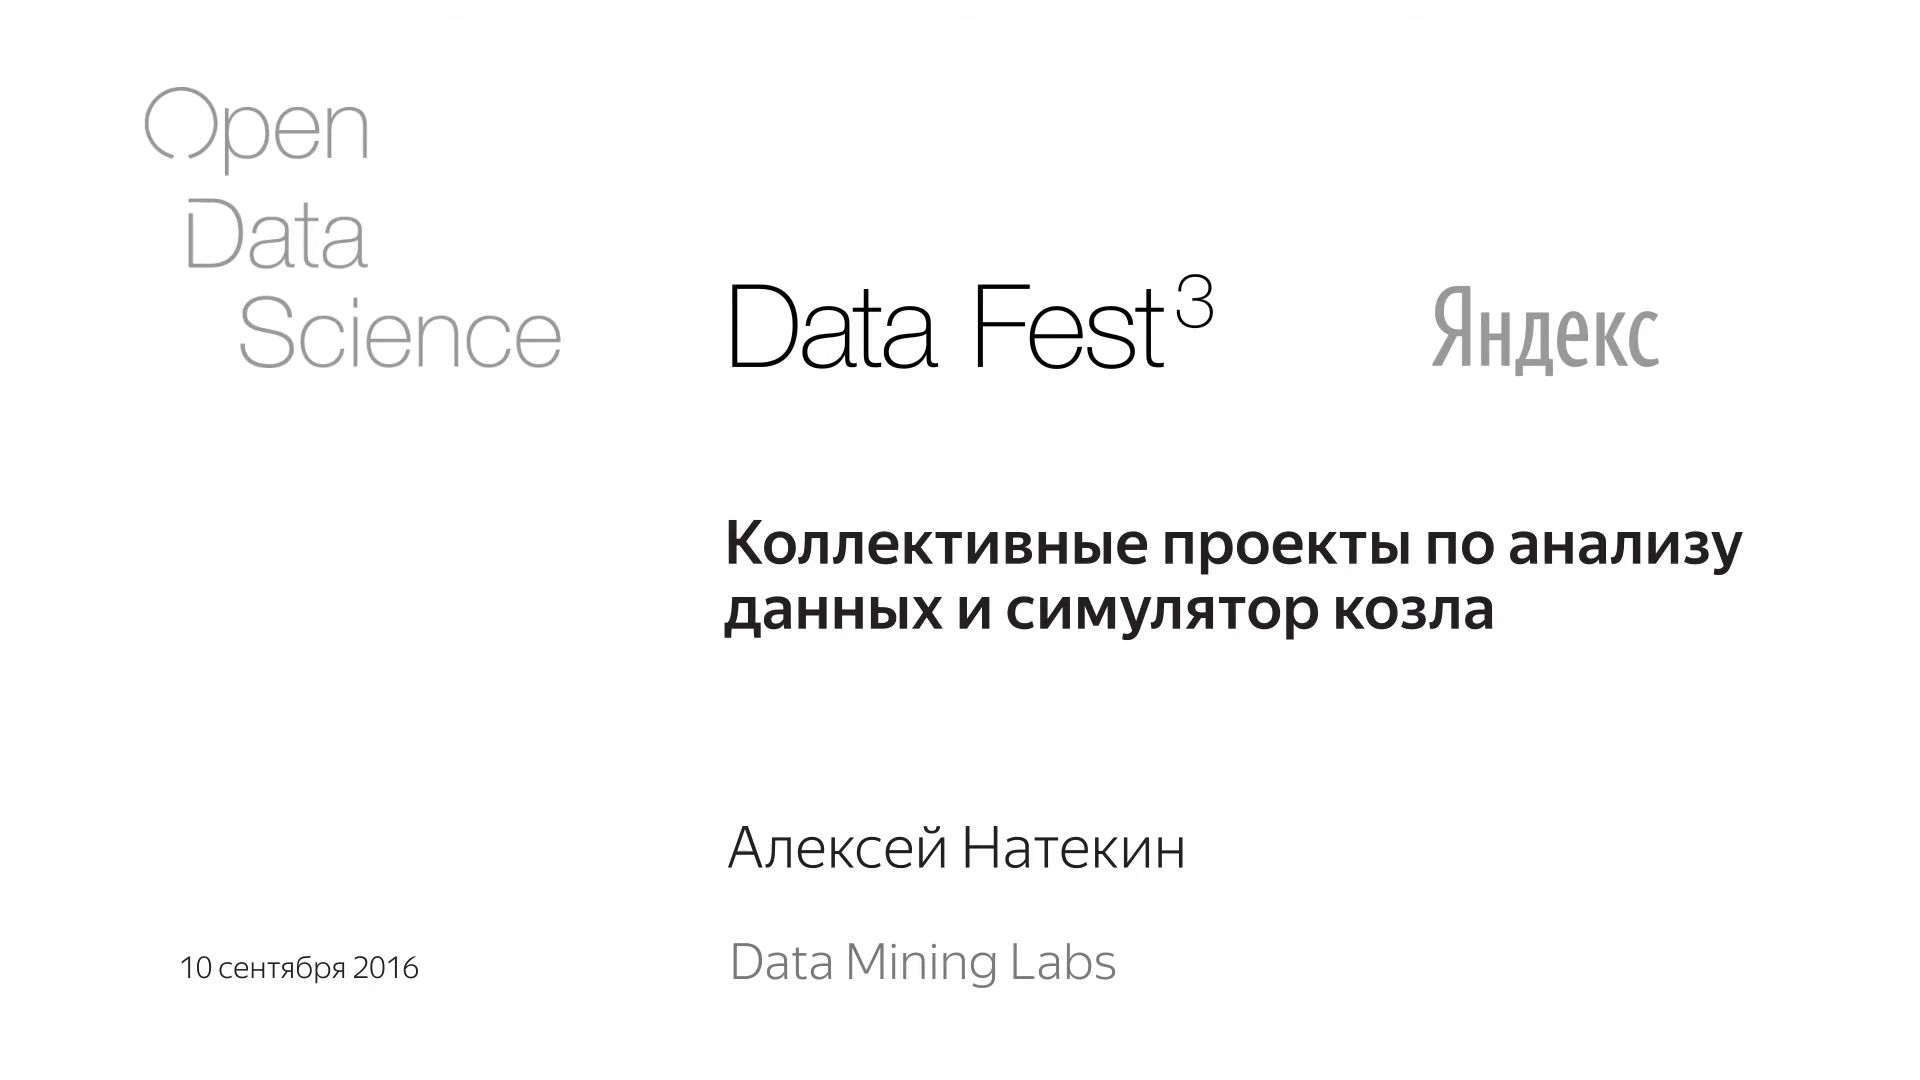 Open
Data
Science
Data Fest³
Яндекс
Коллективные проекты по анализу
данных и симулятор козла
Алексей Натекин
Data Mining Labs
10 сентября 2016